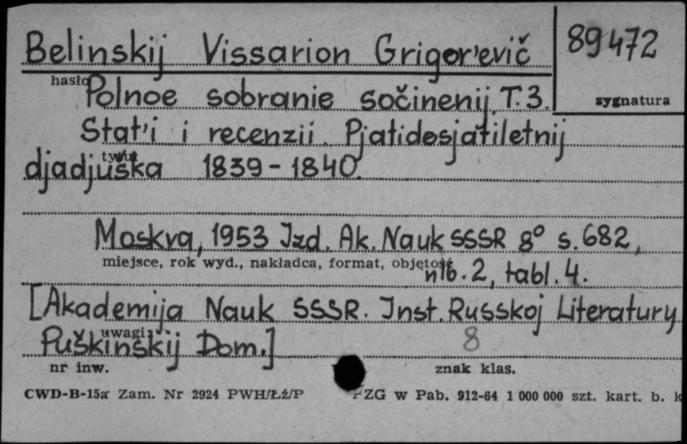 Belinskij Vissarion Grigor'evič
89472
hasło
sygnatura
Polnoe sobranie sočinenij. T. 3.
Stat'i i recenzii. Pjatidesjatiletnij
tytuł
djadjuška 1839-1840.
Moskva, 1953 Izd. Ak. Nauk SSSR 8° s. 682,
miejsce, rok wyd., nakładca, format, objętość
nlb. 2, tabl. 4.
[Akademija Nauk SSSR. Inst. Russkoj Literatury
uwagi
Puškinskij Dom.]
8
nr inw.
znak klas.
CWD-B-15a Zam. Nr 2924 PWH/Łż/P
PZG w Pab. 912-64 1 000 000 szt. kart. b. k